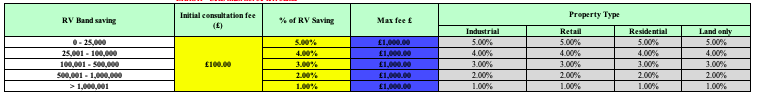 RV Band saving Initial consultation fee (£) % of RV Saving Max fee £ Property Type
Industrial Retail Residential Land only
0 - 25,000 5.00% £1,000.00 5.00% 5.00% 5.00% 5.00%
25,001 - 100,000 4.00% £1,000.00 4.00% 4.00% 4.00% 4.00%
100,001 - 500,000 £100.00 3.00% £1,000.00 3.00% 3.00% 3.00% 3.00%
500,001 - 1,000,000 2.00% £1,000.00 2.00% 2.00% 2.00% 2.00%
> 1,000,001 1.00% £1,000.00 1.00% 1.00% 1.00% 1.00%